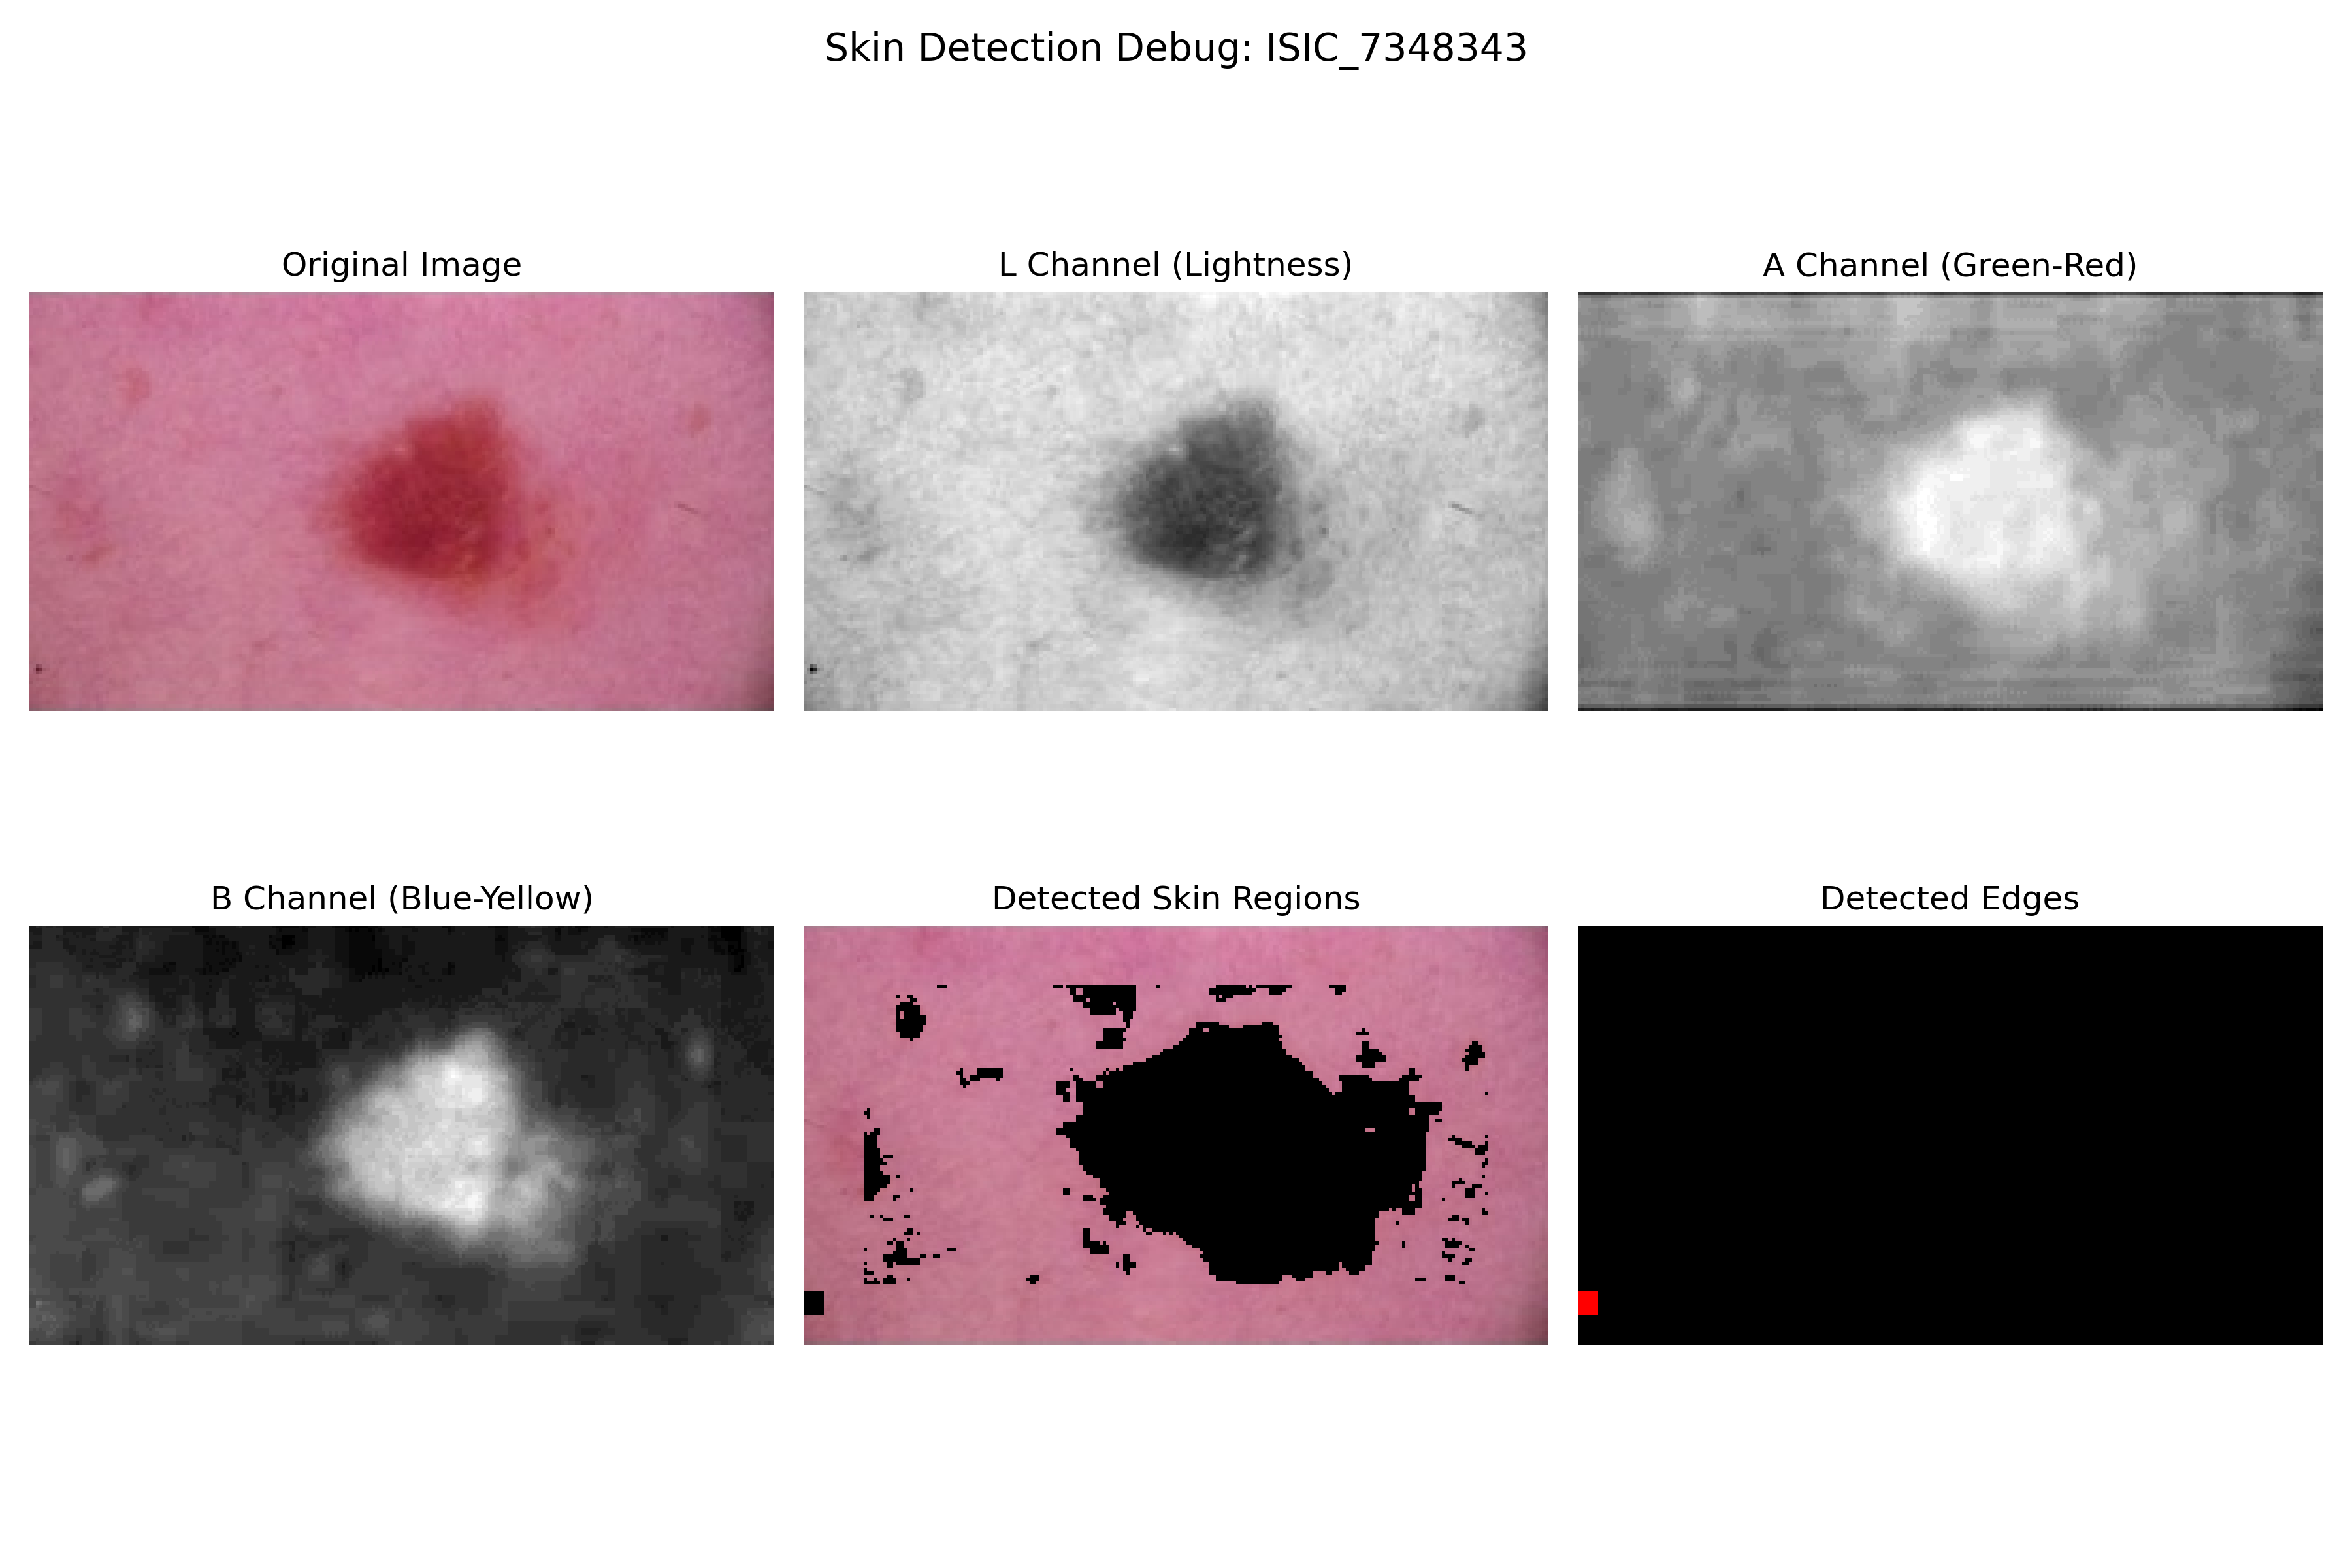 Skin Detection Debug: ISIC_7348343
Original Image
L Channel (Lightness)
A Channel (Green-Red)
B Channel (Blue-Yellow)
Detected Skin Regions
Detected Edges